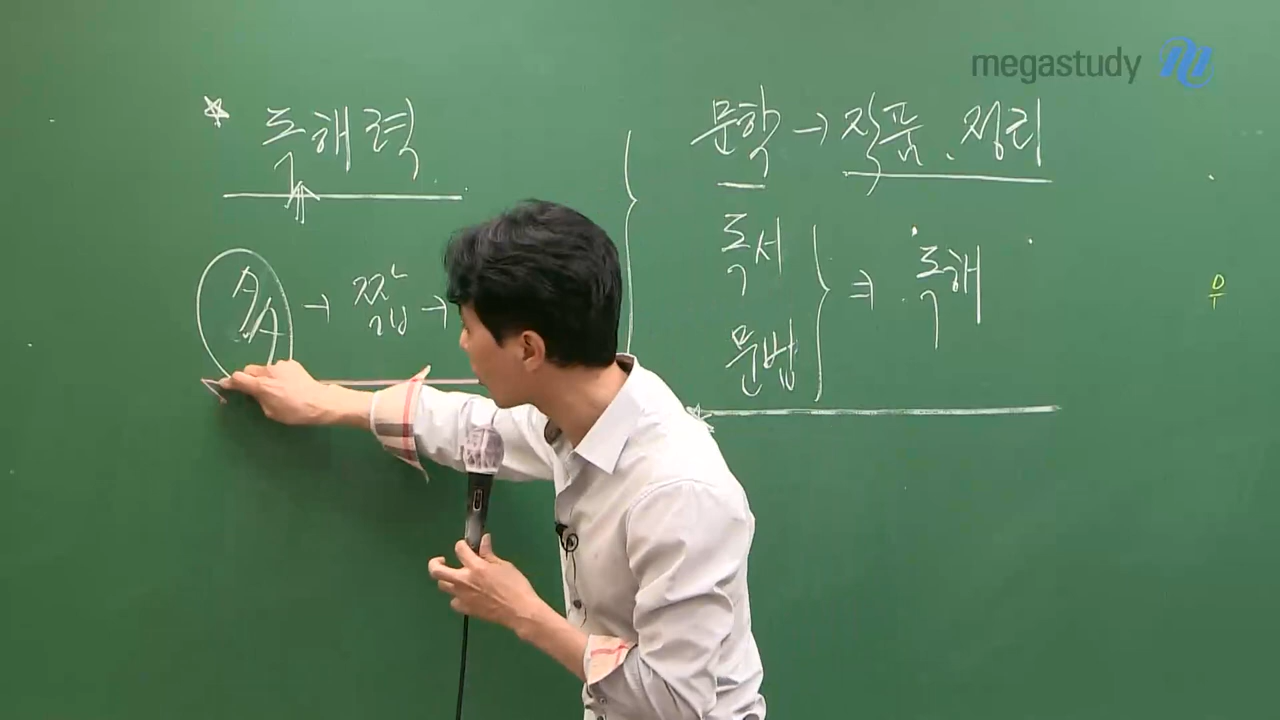 megastudy
* 독해력
문학 → 작품. 정리
독서
⇒ 독해
문법